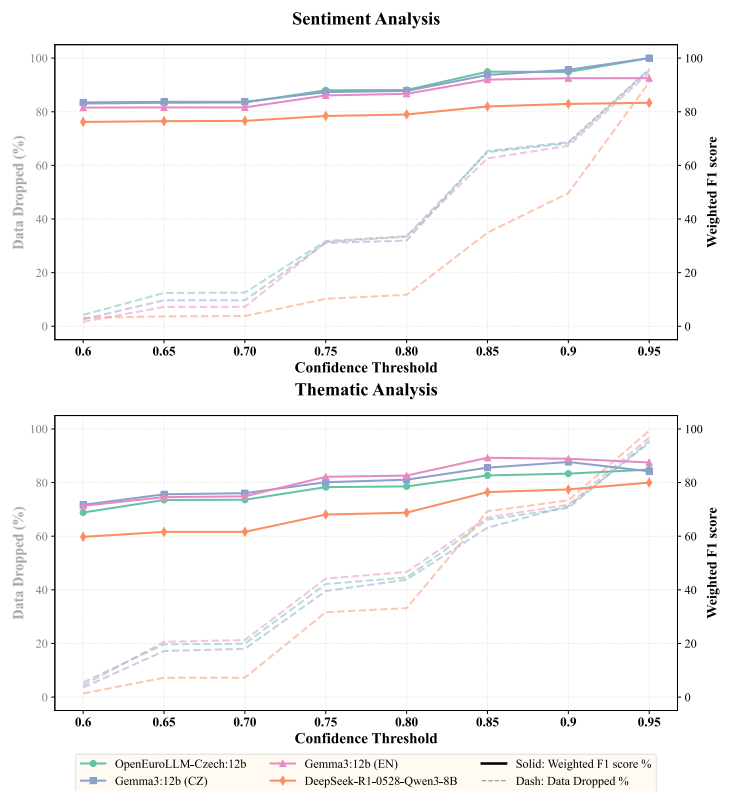 Sentiment Analysis
100 100
80 80
60 60
40 40
20 20
0 0
Data Dropped (%)
Weighted F1 score
0.6 0.65 0.70 0.75 0.80 0.85 0.9 0.95
Confidence Threshold
Thematic Analysis
100 100
80 80
60 60
40 40
20 20
0 0
Data Dropped (%)
Weighted F1 score
0.6 0.65 0.70 0.75 0.80 0.85 0.9 0.95
Confidence Threshold
OpenEuroLLM-Czech:12b Gemma3:12b (EN) Solid: Weighted F1 score %
Gemma3:12b (CZ) DeepSeek-R1-0528-Qwen3-8B Dash: Data Dropped %